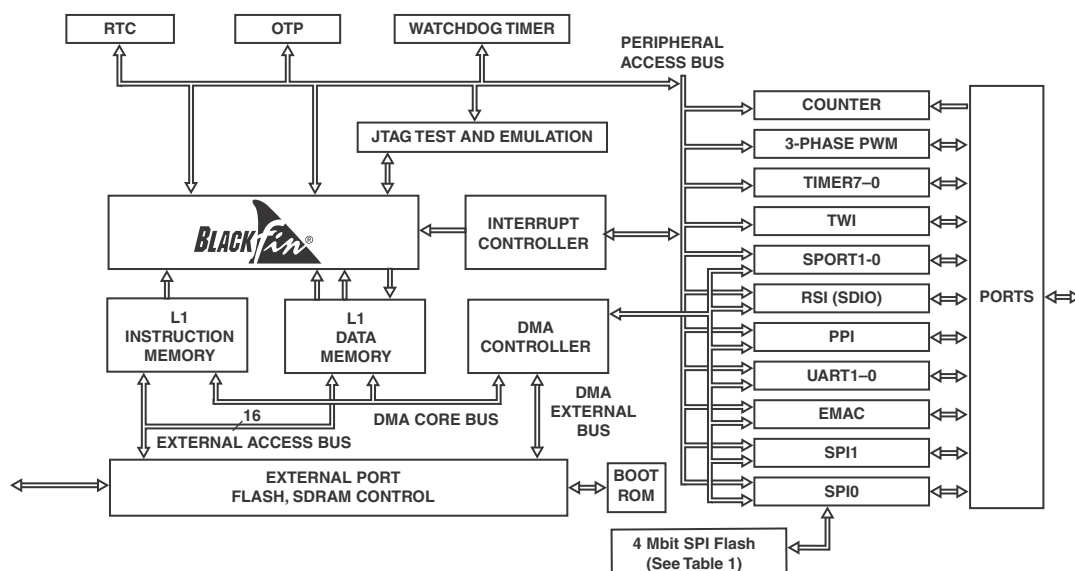 RTC
OTP
WATCHDOG TIMER
PERIPHERAL
ACCESS BUS
COUNTER
JTAG TEST AND EMULATION
3-PHASE PWM
TIMER7–0
BLACKfin®
INTERRUPT
CONTROLLER
TWI
SPORT1-0
RSI (SDIO)
PORTS
L1
INSTRUCTION
MEMORY
L1
DATA
MEMORY
DMA
CONTROLLER
PPI
UART1–0
16
DMA CORE BUS
EXTERNAL ACCESS BUS
DMA
EXTERNAL
BUS
EMAC
SPI1
EXTERNAL PORT
FLASH, SDRAM CONTROL
BOOT
ROM
SPI0
4 Mbit SPI Flash
(See Table 1)